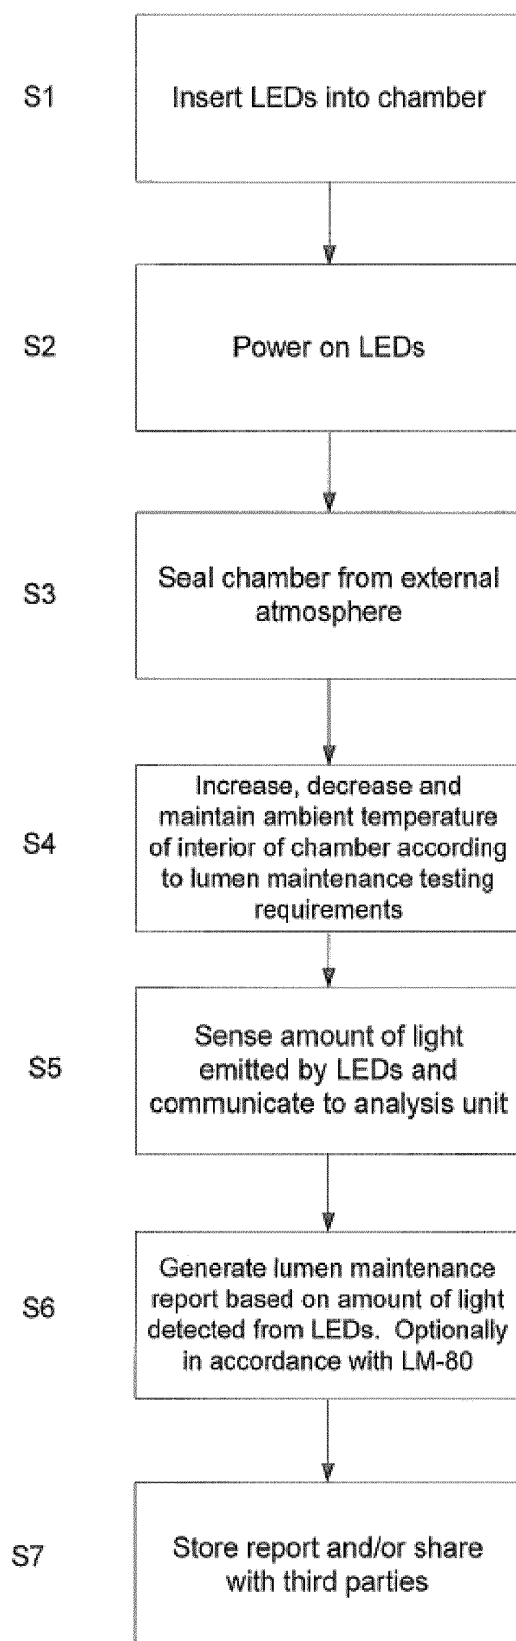 S1
Insert LEDs into chamber
S2
Power on LEDs
S3
Seal chamber from external
atmosphere
S4
Increase, decrease and
maintain ambient temperature
of interior of chamber according
to lumen maintenance testing
requirements
S5
Sense amount of light
emitted by LEDs and
communicate to analysis unit
S6
Generate lumen maintenance
report based on amount of light
detected from LEDs.  Optionally
in accordance with LM-80
S7
Store report and/or share
with third parties